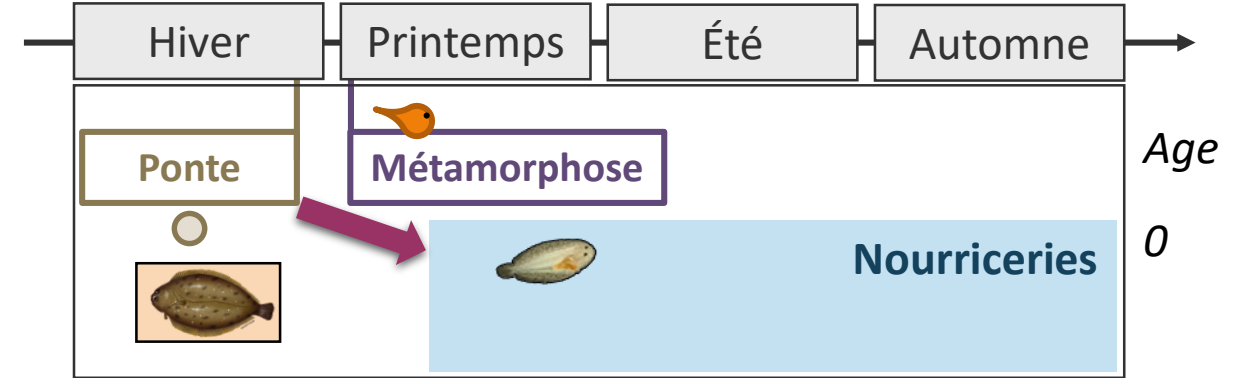 Hiver
Printemps
Été
Automne
Ponte
Métamorphose
Age
0
Nourriceries